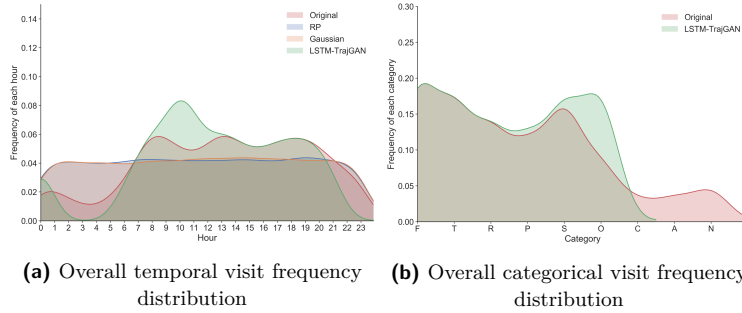 0.14
0.12
0.10
0.08
0.06
0.04
0.02
0.00
Frequency of each hour
0 1 2 3 4 5 6 7 8 9 10 11 12 13 14 15 16 17 18 19 20 21 22 23
Hour
Original
RP
Gaussian
LSTM-TrajGAN
(a) Overall temporal visit frequency
distribution
0.30
0.25
0.20
0.15
0.10
0.05
0.00
Frequency of each category
F T R P S O C A N
Category
Original
LSTM-TrajGAN
(b) Overall categorical visit frequency
distribution